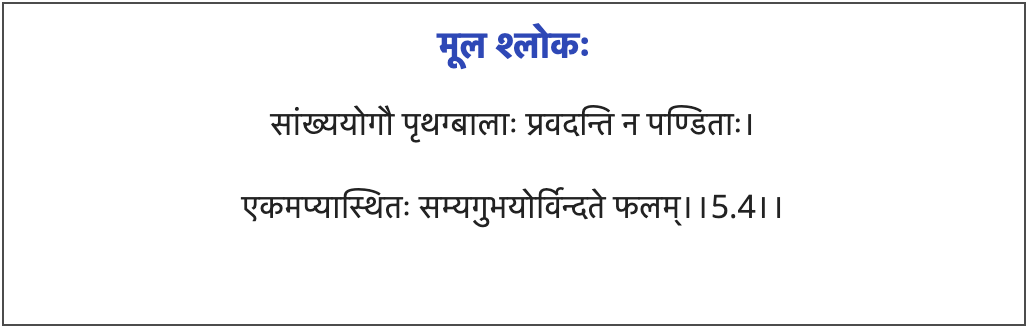 मूल श्लोकः
सांख्ययोगौ पृथग्बालाः प्रवदन्ति न पण्डिताः।
एकमप्यास्थितः सम्यगुभयोर्विन्दते फलम्।।5.4।।